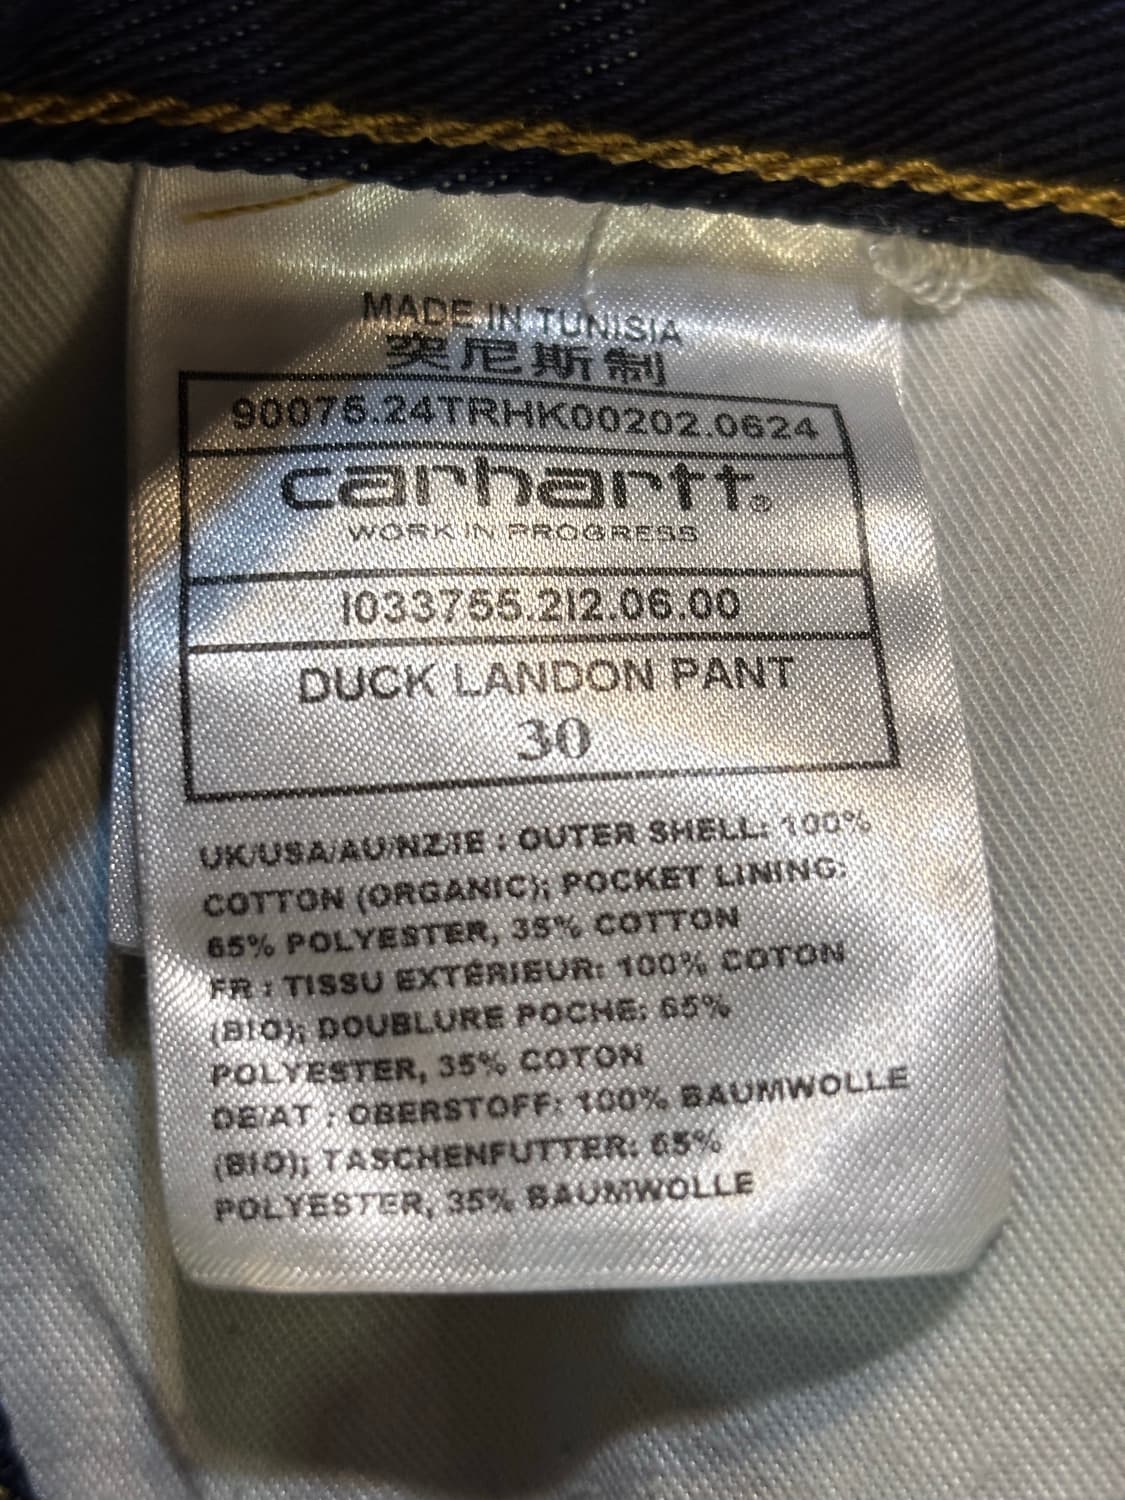 MADE IN TUNISIA
突尼斯制
90076.24TRHK00202.0624
carhartt®
WORK IN PROGRESS
I033755.212.06.00
DUCK LANDON PANT
30
UK/USA/AU/NZ/IE : OUTER SHELL: 100%
COTTON (ORGANIC); POCKET LINING:
65% POLYESTER, 35% COTTON
FR : TISSU EXTÉRIEUR: 100% COTON
(BIO); DOUBLURE POCHE: 65%
POLYESTER, 35% COTON
DE/AT : OBERSTOFF: 100% BAUMWOLLE
(BIO); TASCHENFUTTER: 65%
POLYESTER, 35% BAUMWOLLE